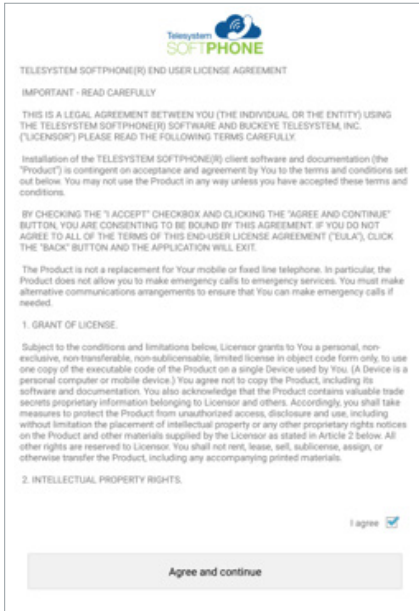 Telesystem
SOFTPHONE
TELESYSTEM SOFTPHONE(R) END USER LICENSE AGREEMENT
IMPORTANT - READ CAREFULLY
THIS IS A LEGAL AGREEMENT BETWEEN YOU (THE INDIVIDUAL OR THE ENTITY) USING
THE TELESYSTEM SOFTPHONE(R) SOFTWARE AND BUCKEYE TELESYSTEM, INC.
("LICENSOR") PLEASE READ THE FOLLOWING TERMS CAREFULLY.
Installation of the TELESYSTEM SOFTPHONE(R) client software and documentation (the
"Product") is contingent on acceptance and agreement by You to the terms and conditions set
out below. You may not use the Product in any way unless you have accepted these terms and
conditions.
BY CHECKING THE "I ACCEPT" CHECKBOX AND CLICKING THE "AGREE AND CONTINUE"
BUTTON, YOU ARE CONSENTING TO BE BOUND BY THIS AGREEMENT. IF YOU DO NOT
AGREE TO ALL OF THE TERMS OF THIS END-USER LICENSE AGREEMENT ("EULA"), CLICK
THE "BACK" BUTTON AND THE APPLICATION WILL EXIT.
The Product is not a replacement for Your mobile or fixed line telephone. In particular, the
Product does not allow you to make emergency calls to emergency services. You must make
alternative communications arrangements to ensure that You can make emergency calls if
needed.
1. GRANT OF LICENSE.
Subject to the conditions and limitations below, Licensor grants to You a personal, non-
exclusive, non-transferable, non-sublicensable, limited license in object code form only, to use
one copy of the executable code of the Product on a single Device used by You. (A Device is a
personal computer or mobile device.) You agree not to copy the Product, including its
software and documentation. You also acknowledge that the Product contains valuable trade
secrets proprietary information belonging to Licensor and others. Accordingly, you shall take
measures to protect the Product from unauthorized access, disclosure and use, including
without limitation the placement of intellectual property or any other proprietary rights notices
on the Product and other materials supplied by the Licensor as stated in Article 2 below. All
other rights are reserved to Licensor. You shall not rent, lease, sell, sublicense, assign, or
otherwise transfer the Product, including any accompanying printed materials.
2. INTELLECTUAL PROPERTY RIGHTS.
I agree
Agree and continue